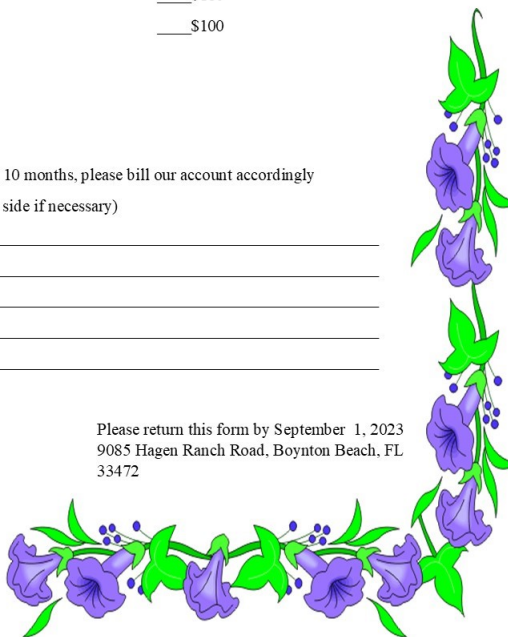 ____$100
10 months, please bill our account accordingly
side if necessary)
Please return this form by September 1, 2023
9085 Hagen Ranch Road, Boynton Beach, FL
33472